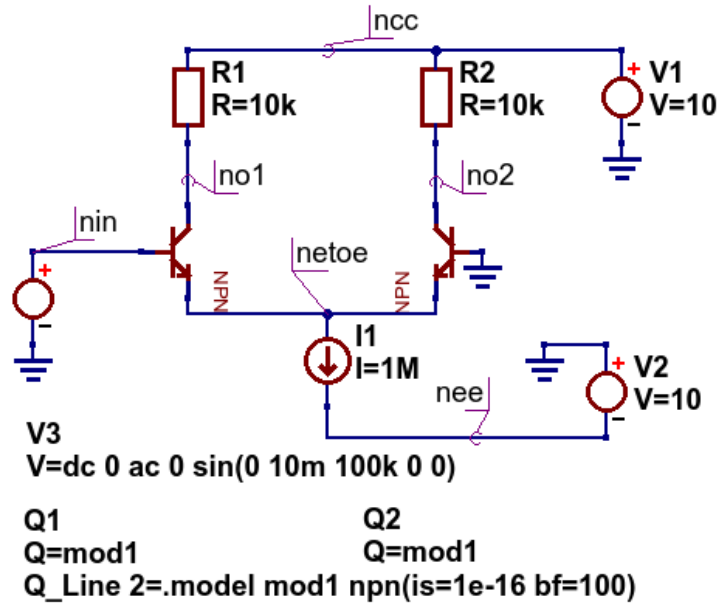 ncc
R1
R=10k
R2
R=10k
+
V1
V=10
−
no1
no2
nin
+
−
netoe
NPN
NPN
I1
I=1M
nee
+
V2
V=10
−
V3
V=dc 0 ac 0 sin(0 10m 100k 0 0)
Q1
Q=mod1
Q2
Q=mod1
Q_Line 2=.model mod1 npn(is=1e-16 bf=100)